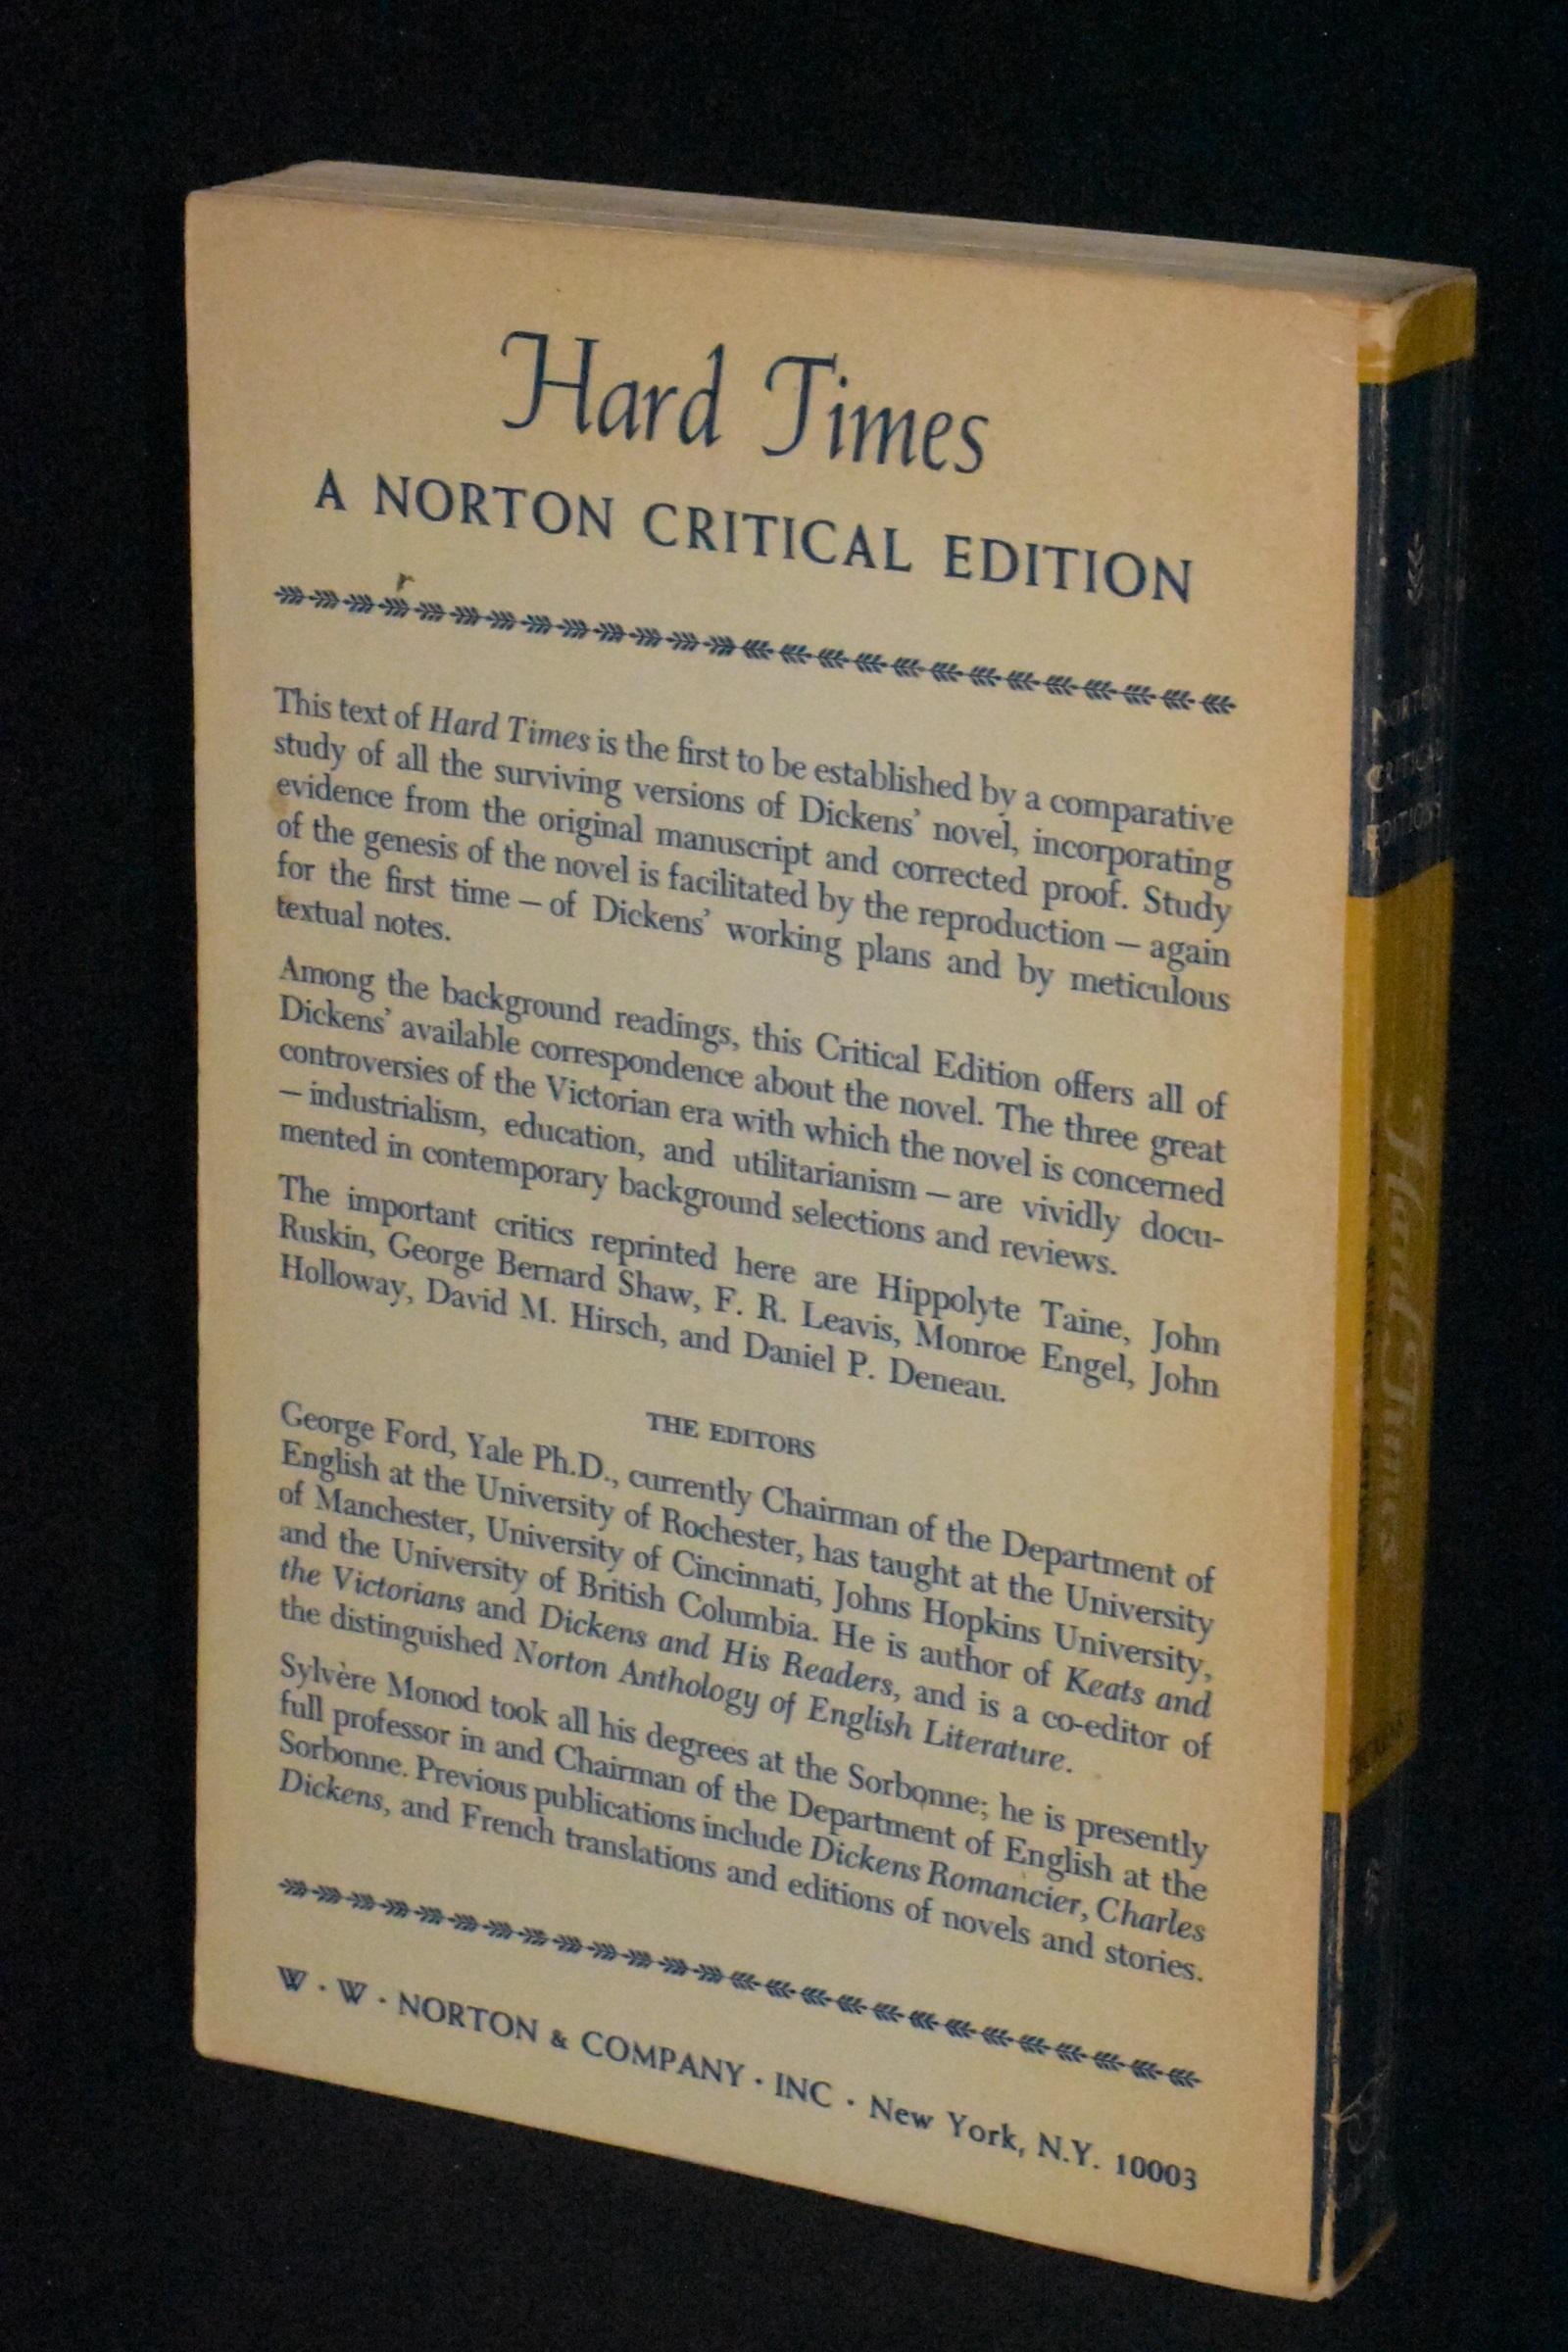 Hard Times
A NORTON CRITICAL EDITION
This text of Hard Times is the first to be established by a comparative
study of all the surviving versions of Dickens' novel, incorporating
evidence from the original manuscript and corrected proof. Study
of the genesis of the novel is facilitated by the reproduction — again
for the first time — of Dickens' working plans and by meticulous
textual notes.
Among the background readings, this Critical Edition offers all of
Dickens' available correspondence about the novel. The three great
controversies of the Victorian era with which the novel is concerned
— industrialism, education, and utilitarianism — are vividly docu-
mented in contemporary background selections and reviews.
The important critics reprinted here are Hippolyte Taine, John
Ruskin, George Bernard Shaw, F. R. Leavis, Monroe Engel, John
Holloway, David M. Hirsch, and Daniel P. Deneau.
THE EDITORS
George Ford, Yale Ph.D., currently Chairman of the Department of
English at the University of Rochester, has taught at the University
of Manchester, University of Cincinnati, Johns Hopkins University,
and the University of British Columbia. He is author of Keats and
the Victorians and Dickens and His Readers, and is a co-editor of
the distinguished Norton Anthology of English Literature.
Sylvère Monod took all his degrees at the Sorbonne; he is presently
full professor in and Chairman of the Department of English at the
Sorbonne. Previous publications include Dickens Romancier, Charles
Dickens, and French translations and editions of novels and stories.
W · W · NORTON & COMPANY · INC · New York, N.Y. 10003
NORTON
CRITICAL
EDITIONS
Hard Times